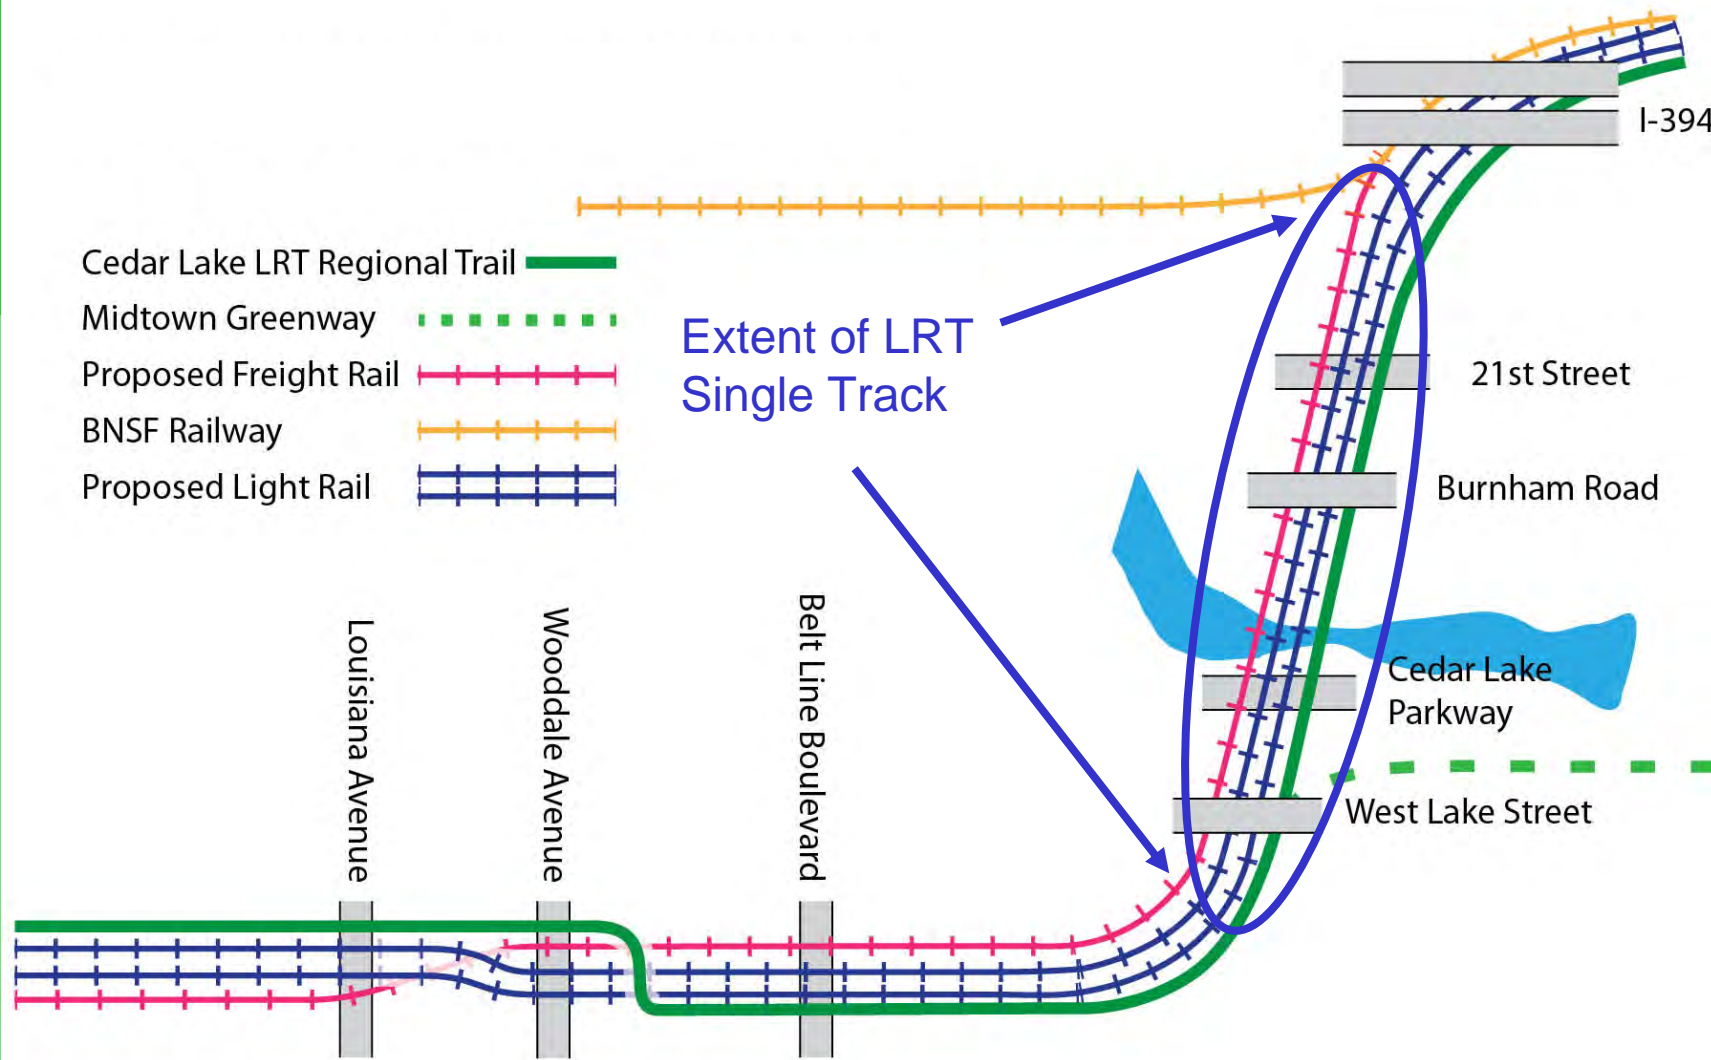 I-394
Cedar Lake LRT Regional Trail
Midtown Greenway
Proposed Freight Rail
BNSF Railway
Proposed Light Rail
Extent of LRT
Single Track
21st Street
Burnham Road
Cedar Lake
Parkway
West Lake Street
Louisiana Avenue
Wooddale Avenue
Belt Line Boulevard